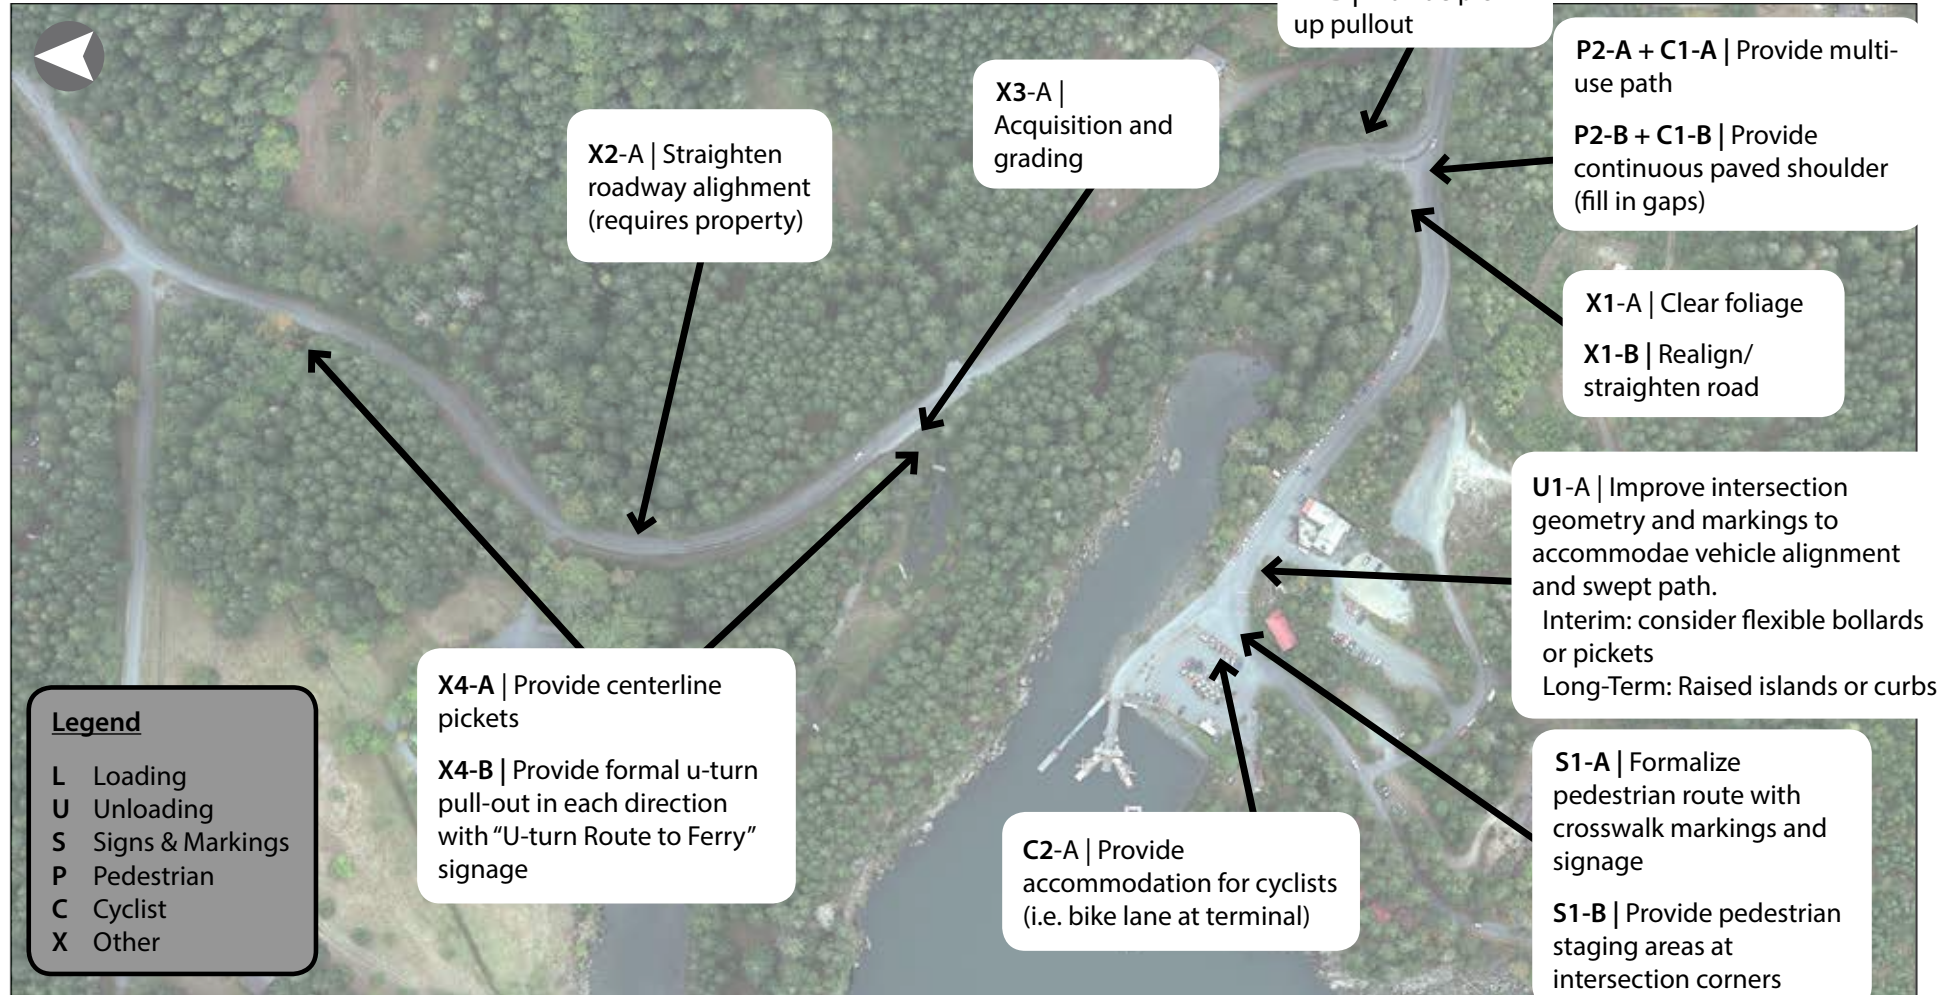 up pullout
P2-A + C1-A | Provide multi-
use path
P2-B + C1-B | Provide
continuous paved shoulder
(fill in gaps)
X3-A |
Acquisition and
grading
X2-A | Straighten
roadway alighment
(requires property)
X1-A | Clear foliage
X1-B | Realign/
straighten road
U1-A | Improve intersection
geometry and markings to
accommodae vehicle alignment
and swept path.
Interim: consider flexible bollards
or pickets
Long-Term: Raised islands or curbs
X4-A | Provide centerline
pickets
X4-B | Provide formal u-turn
pull-out in each direction
with “U-turn Route to Ferry”
signage
C2-A | Provide
accommodation for cyclists
(i.e. bike lane at terminal)
S1-A | Formalize
pedestrian route with
crosswalk markings and
signage
S1-B | Provide pedestrian
staging areas at
intersection corners
Legend
L Loading
U Unloading
S Signs & Markings
P Pedestrian
C Cyclist
X Other